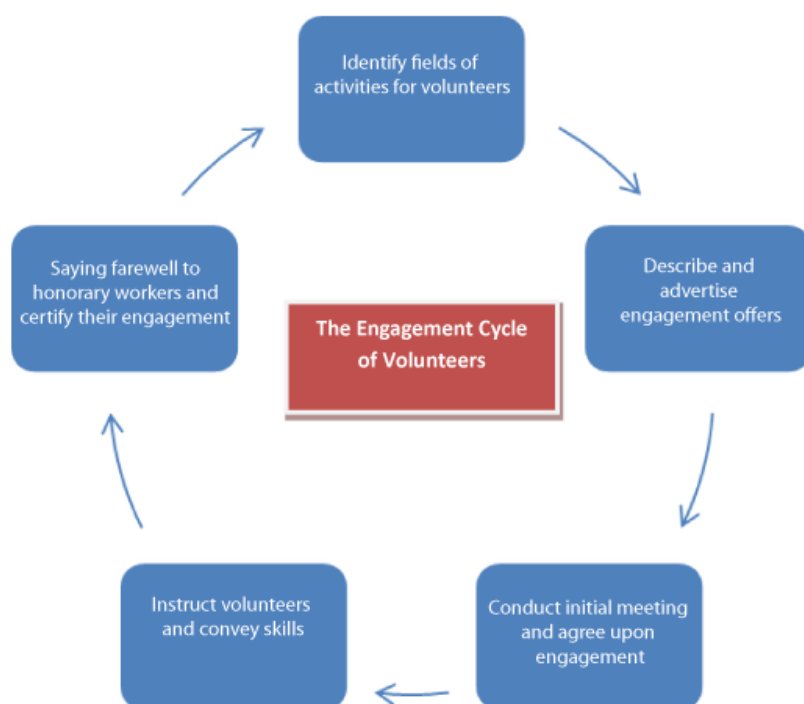 Identify fields of
activities for volunteers
Describe and
advertise
engagement offers
Conduct initial meeting
and agree upon
engagement
Instruct volunteers
and convey skills
Saying farewell to
honorary workers and
certify their engagement
The Engagement Cycle
of Volunteers